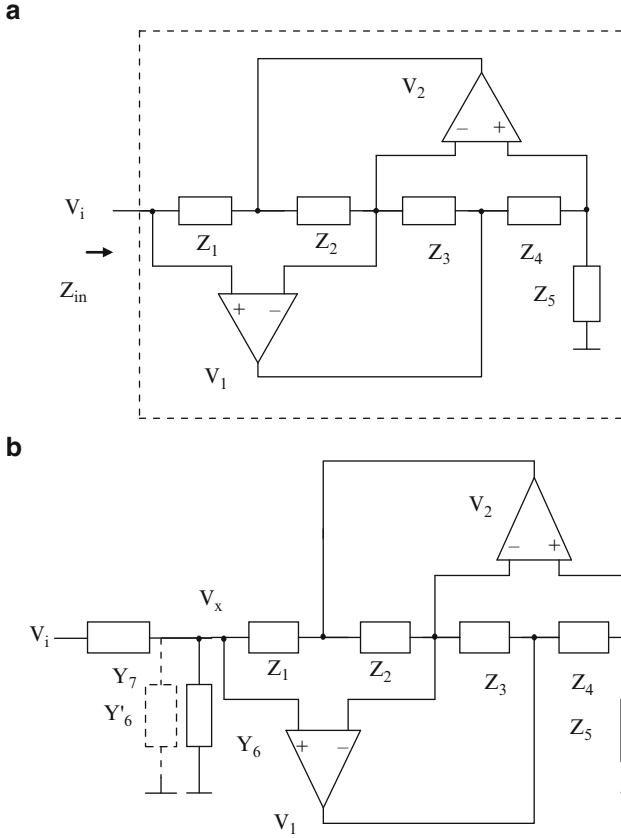 a
V₂
− +
Vᵢ
Z₁ Z₂ Z₃ Z₄
Zᵢₙ
Z₅
+ −
V₁
b
V₂
− +
Vₓ
Vᵢ
Z₁ Z₂ Z₃ Z₄
Y₇
Y'₆
Y₆
Z₅
+ −
V₁